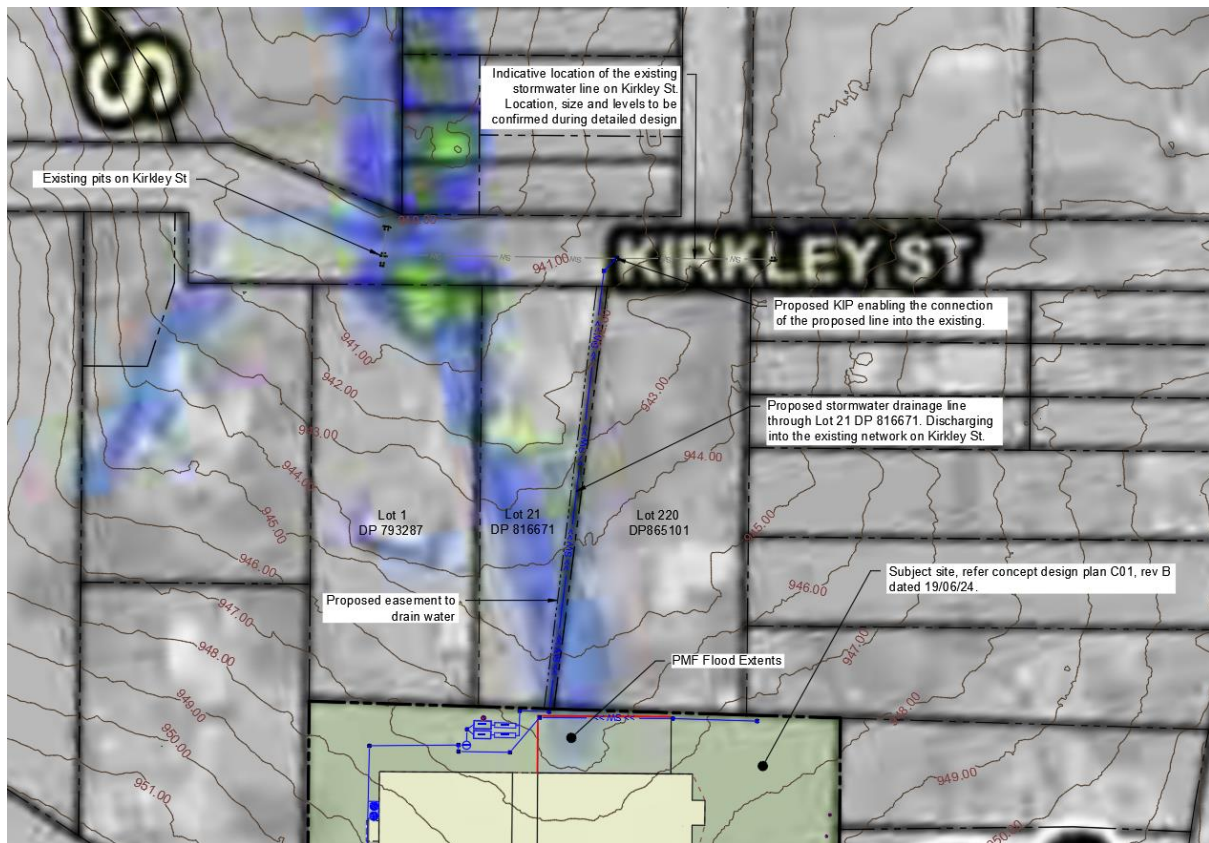 S
Indicative location of the existing
stormwater line on Kirkley St.
Location, size and levels to be
confirmed during detailed design
Existing pits on Kirkley St
KIRKLEY ST
941.00
Proposed KIP enabling the connection
of the proposed line into the existing.
941.00
942.00
943.00
943.00
Proposed stormwater drainage line
through Lot 21 DP 816671. Discharging
into the existing network on Kirkley St.
944.00
944.00
945.00
945.00
Lot 1
DP 793287
Lot 21
DP 816671
Lot 220
DP865101
946.00
Subject site, refer concept design plan C01, rev B
dated 19/06/24.
946.00
Proposed easement to
drain water
947.00
947.00
948.00
PMF Flood Extents
948.00
949.00
SW
950.00
949.00
951.00
950.00